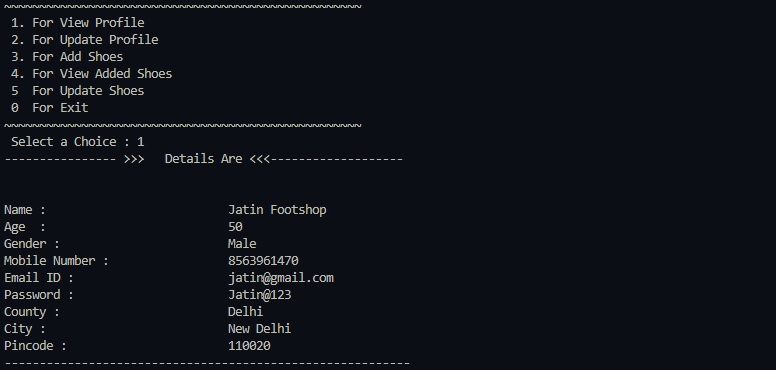 ~~~~~~~~~~~~~~~~~~~~~~~~~~~~~~~~~~~~~~~~~~~~~~~~~~~
1. For View Profile
2. For Update Profile
3. For Add Shoes
4. For View Added Shoes
5  For Update Shoes
0  For Exit
~~~~~~~~~~~~~~~~~~~~~~~~~~~~~~~~~~~~~~~~~~~~~~~~~~~
Select a Choice : 1
---------------- >>>   Details Are <<<-------------------
Name :                          Jatin Footshop
Age  :                          50
Gender :                        Male
Mobile Number :                 8563961470
Email ID :                      jatin@gmail.com
Password :                      Jatin@123
County :                        Delhi
City :                          New Delhi
Pincode :                       110020
----------------------------------------------------------